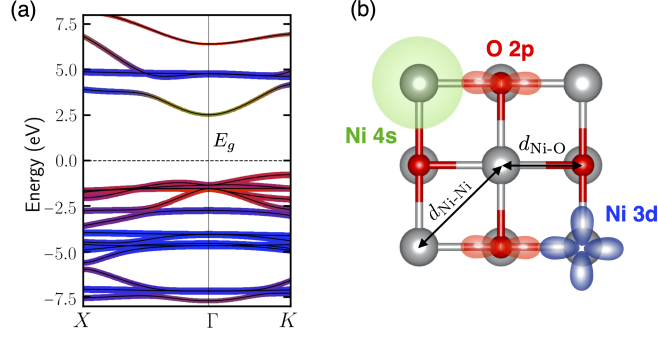 (a)
7.5
5.0
2.5
0.0
−2.5
−5.0
−7.5
Energy (eV)
E_g
X
Γ
K
(b)
O 2p
Ni 4s
d_Ni-O
d_Ni-Ni
Ni 3d